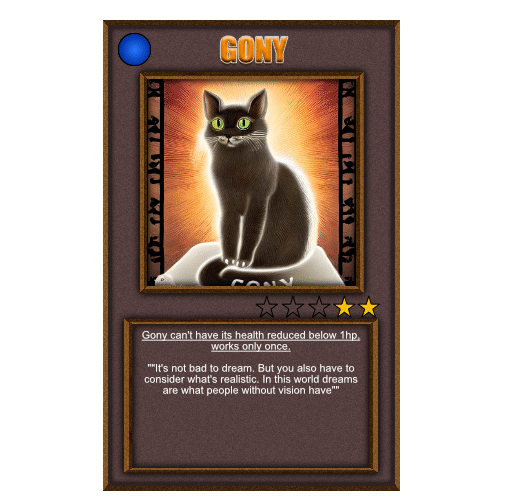 GONY
GONY
Gony can't have its health reduced below 1hp,
works only once.
""It's not bad to dream. But you also have to
consider what's realistic. In this world dreams
are what people without vision have""